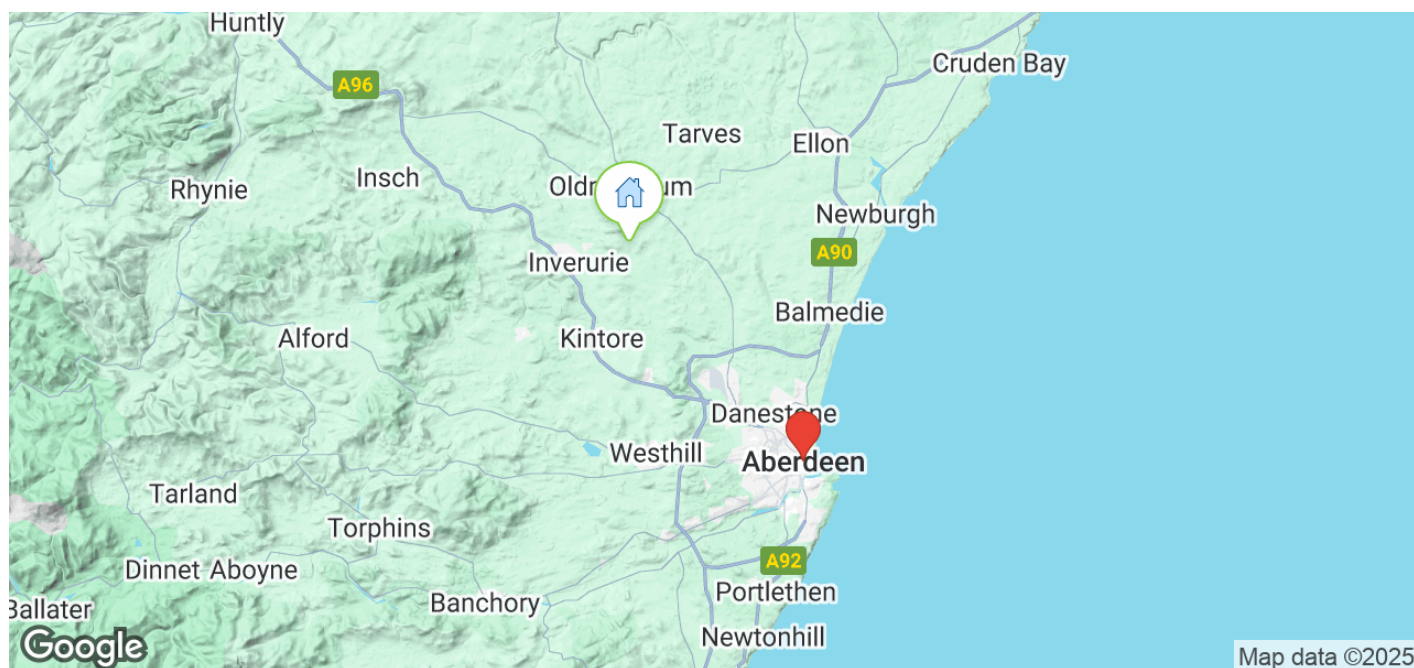 Huntly
Cruden Bay
A96
Tarves
Ellon
Insch
Rhynie
Newburgh
A90
Inverurie
Balmedie
Alford
Kintore
Danestone
Westhill
Aberdeen
Tarland
Torphins
A92
Dinnet Aboyne
Portlethen
Banchory
Ballater
Newtonhill
Google
Map data ©2025